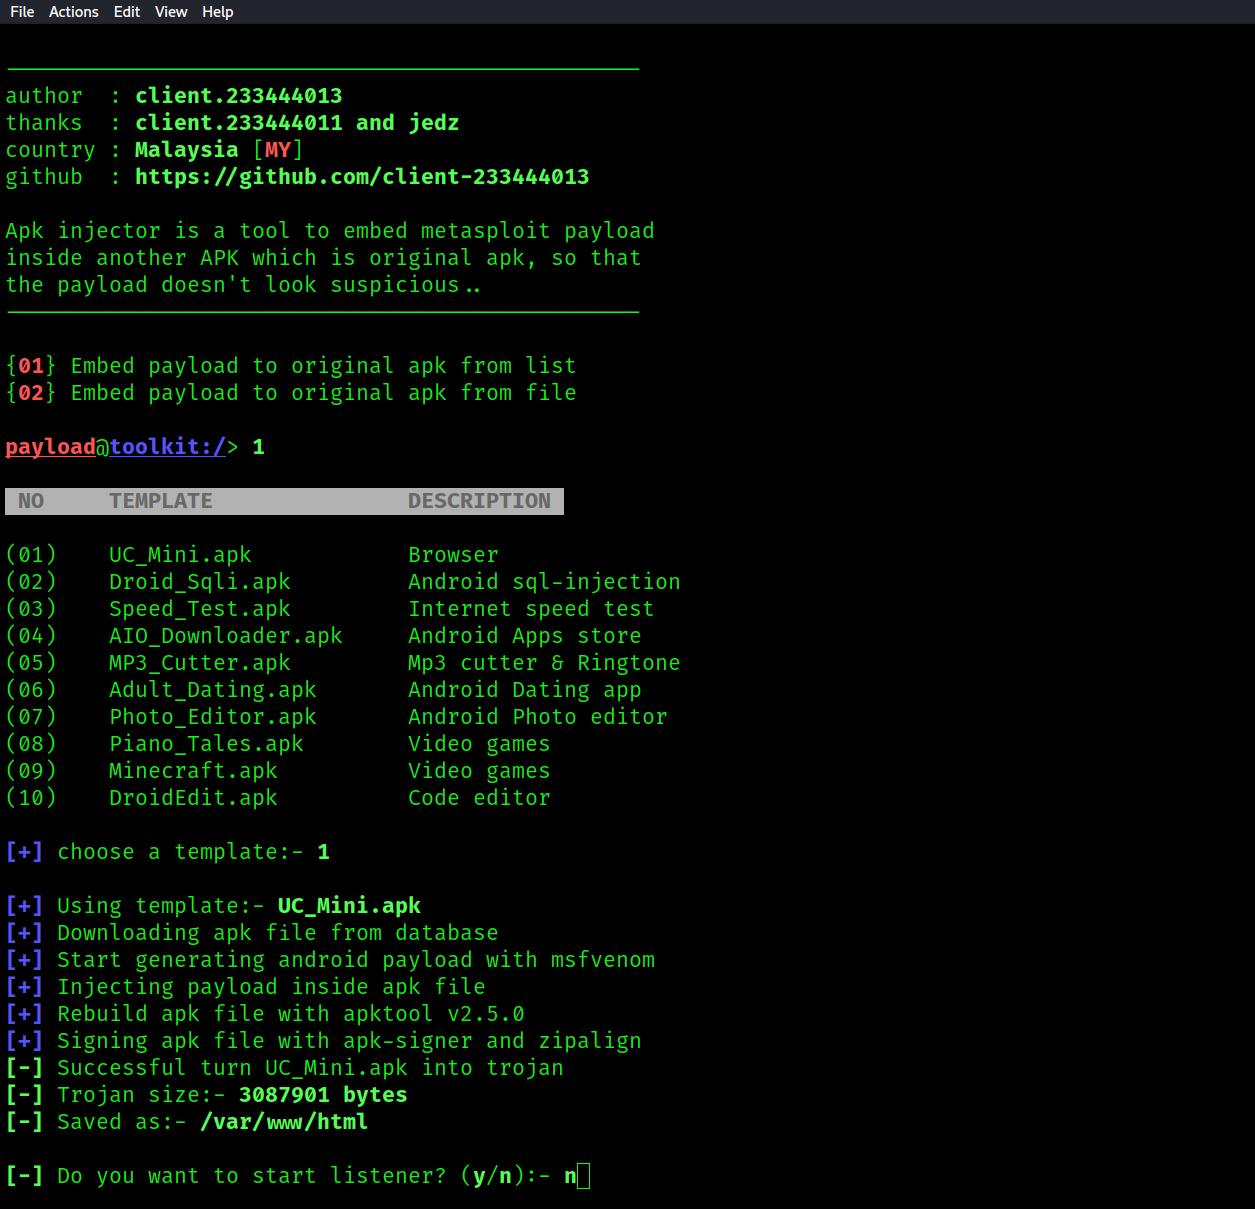 File Actions Edit View Help
author : client.233444013
thanks : client.233444011 and jedz
country : Malaysia [MY]
github : https://github.com/client-233444013
Apk injector is a tool to embed metasploit payload
inside another APK which is original apk, so that
the payload doesn't look suspicious..
{01} Embed payload to original apk from list
{02} Embed payload to original apk from file
payload@toolkit:/> 1
NO TEMPLATE DESCRIPTION
(01) UC_Mini.apk Browser
(02) Droid_Sqli.apk Android sql-injection
(03) Speed_Test.apk Internet speed test
(04) AIO_Downloader.apk Android Apps store
(05) MP3_Cutter.apk Mp3 cutter & Ringtone
(06) Adult_Dating.apk Android Dating app
(07) Photo_Editor.apk Android Photo editor
(08) Piano_Tales.apk Video games
(09) Minecraft.apk Video games
(10) DroidEdit.apk Code editor
[+] choose a template:- 1
[+] Using template:- UC_Mini.apk
[+] Downloading apk file from database
[+] Start generating android payload with msfvenom
[+] Injecting payload inside apk file
[+] Rebuild apk file with apktool v2.5.0
[+] Signing apk file with apk-signer and zipalign
[-] Successful turn UC_Mini.apk into trojan
[-] Trojan size:- 3087901 bytes
[-] Saved as:- /var/www/html
[-] Do you want to start listener? (y/n):- n